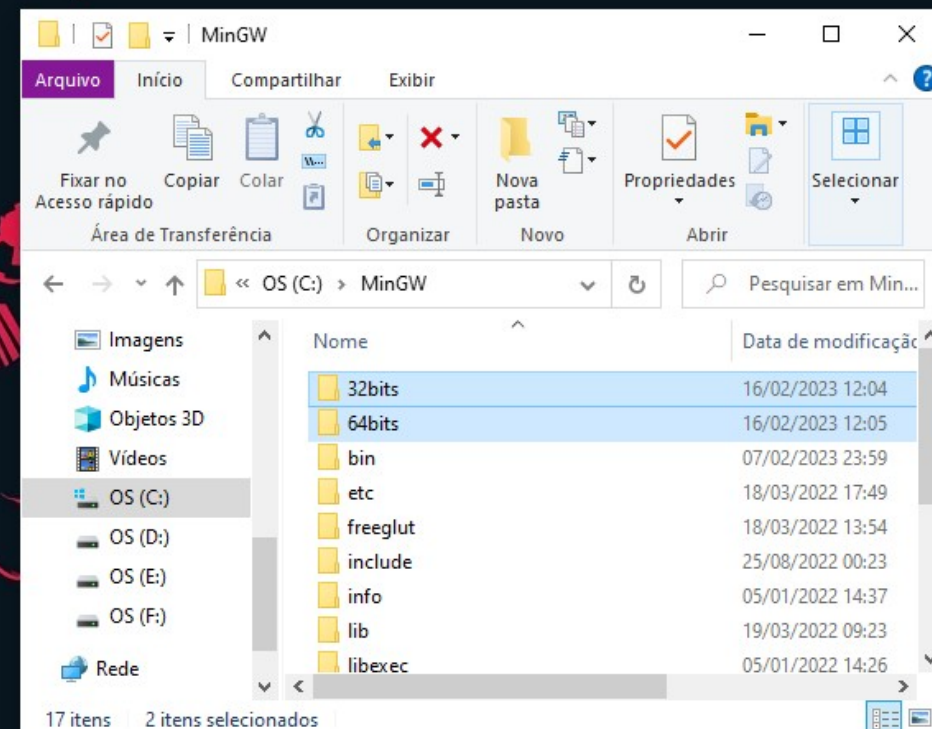 MinGW
Arquivo Início Compartilhar Exibir
Fixar no Acesso rápido
Copiar
Colar
Nova pasta
Propriedades
Selecionar
Área de Transferência Organizar Novo Abrir
« OS (C:) › MinGW
Pesquisar em Min...
Imagens
Músicas
Objetos 3D
Vídeos
OS (C:)
OS (D:)
OS (E:)
OS (F:)
Rede
Nome Data de modificação
32bits 16/02/2023 12:04
64bits 16/02/2023 12:05
bin 07/02/2023 23:59
etc 18/03/2022 17:49
freeglut 18/03/2022 13:54
include 25/08/2022 00:23
info 05/01/2022 14:37
lib 19/03/2022 09:23
libexec 05/01/2022 14:26
17 itens 2 itens selecionados